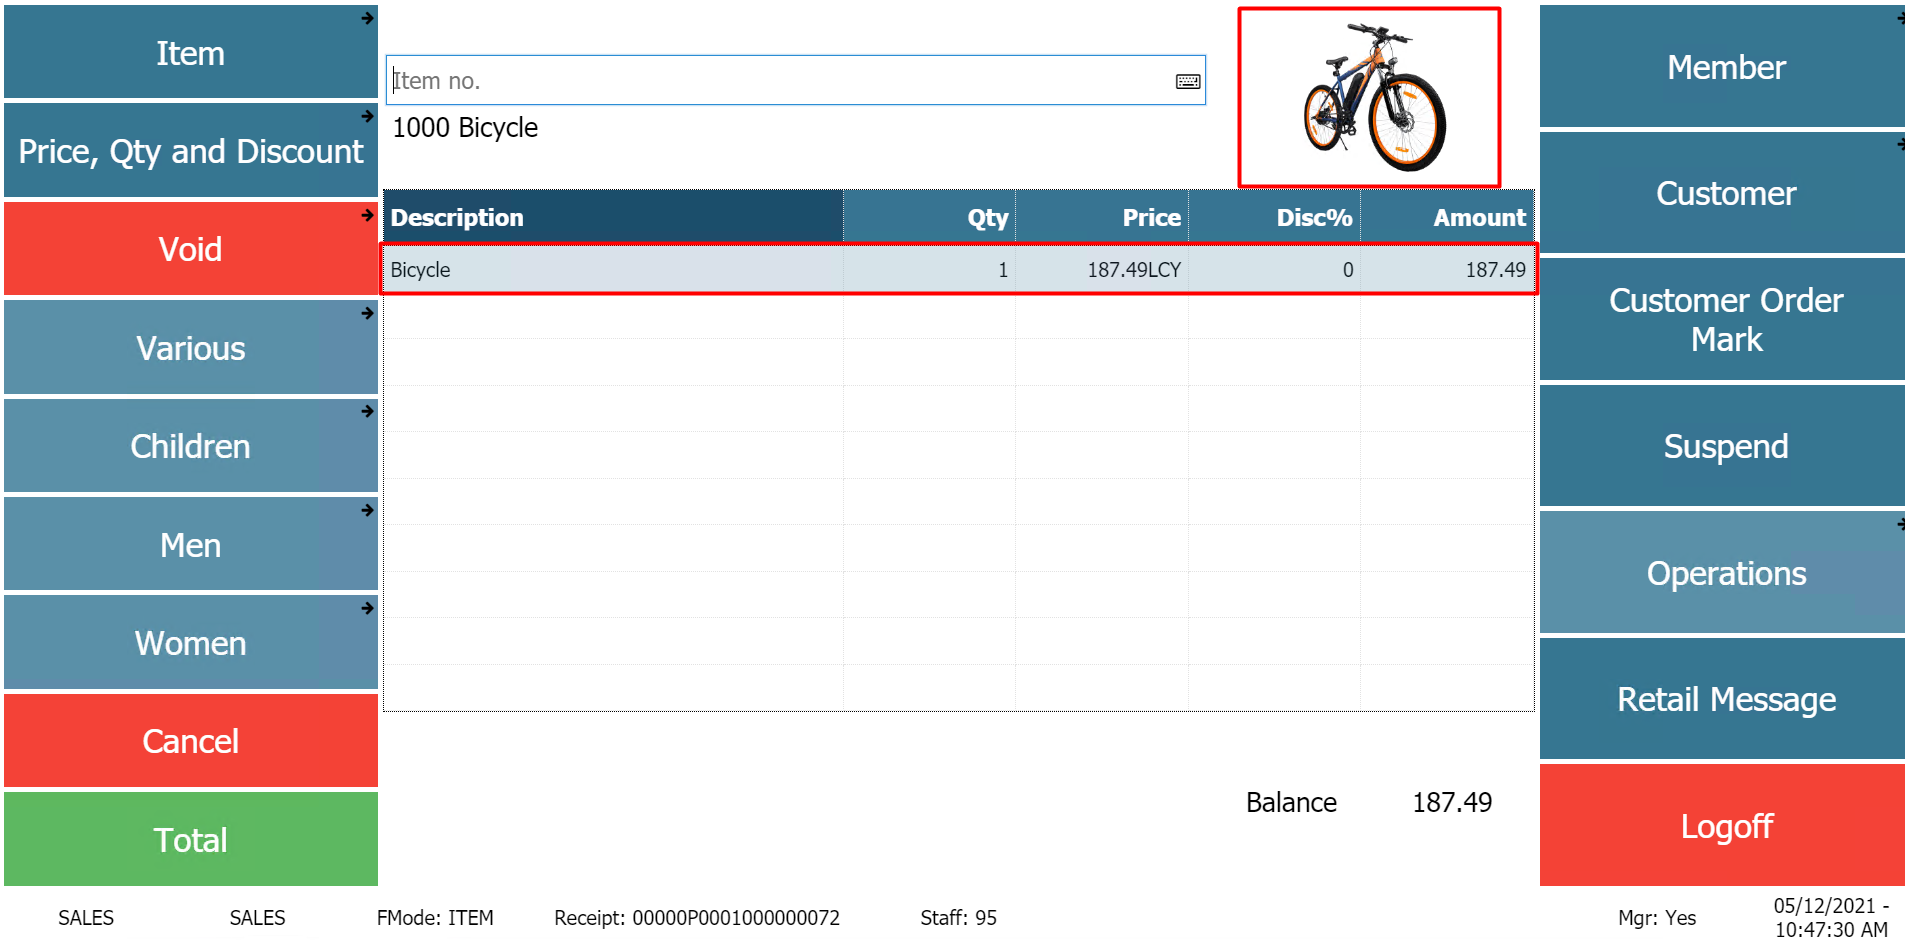 Item
Price, Qty and Discount
Void
Various
Children
Men
Women
Cancel
Total
Item no.
1000 Bicycle
Description Qty Price Disc% Amount
Bicycle 1 187.49LCY 0 187.49
Balance 187.49
Member
Customer
Customer Order
Mark
Suspend
Operations
Retail Message
Logoff
SALES SALES FMode: ITEM Receipt: 00000P0001000000072 Staff: 95 Mgr: Yes 05/12/2021 -
10:47:30 AM